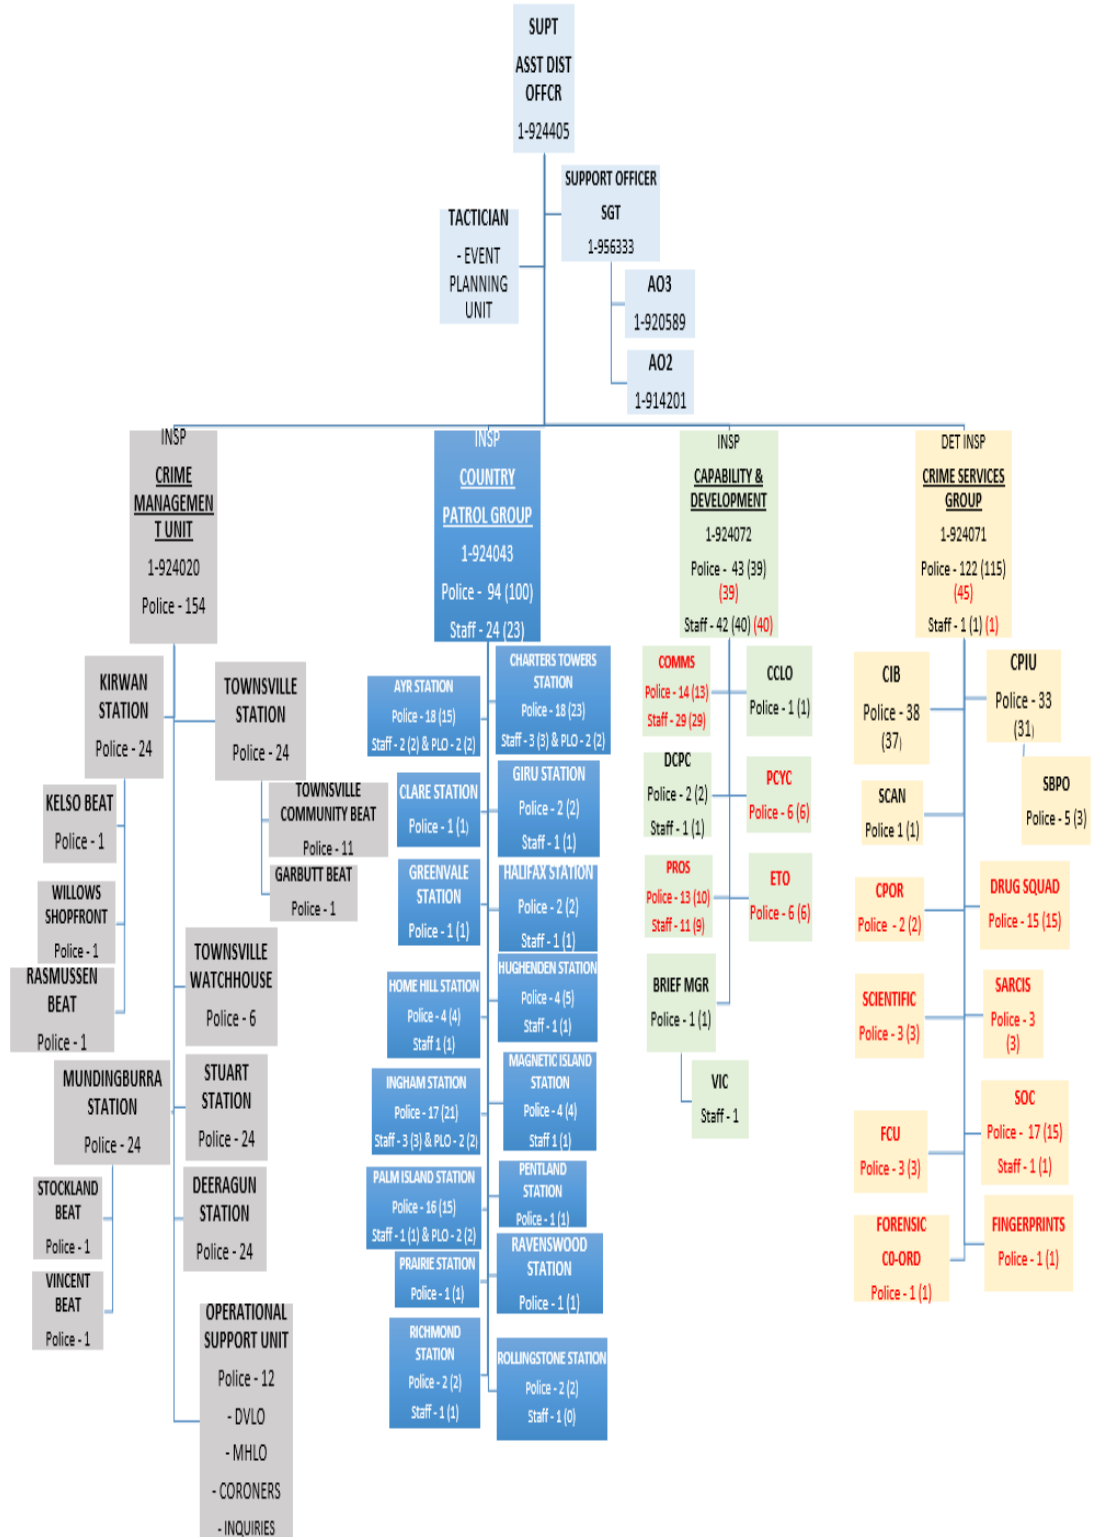 SUPT
ASST DIST
OFFCR
1-924405
SUPPORT OFFICER
SGT
1-956333
TACTICIAN
- EVENT
PLANNING
UNIT
AO3
1-920589
AO2
1-914201
INSP
CRIME
MANAGEMEN
T UNIT
1-924020
Police - 154
KIRWAN
STATION
Police - 24
TOWNSVILLE
STATION
Police - 24
KELSO BEAT
Police - 1
TOWNSVILLE
COMMUNITY BEAT
Police - 11
WILLOWS
SHOPFRONT
Police - 1
GARBUTT BEAT
Police - 1
RASMUSSEN
BEAT
Police - 1
TOWNSVILLE
WATCHHOUSE
Police - 6
MUNDINGBURRA
STATION
Police - 24
STUART
STATION
Police - 24
STOCKLAND
BEAT
Police - 1
DEERAGUN
STATION
Police - 24
VINCENT
BEAT
Police - 1
OPERATIONAL
SUPPORT UNIT
Police - 12
- DVLO
- MHLO
- CORONERS
- INQUIRIES
INSP
COUNTRY
PATROL GROUP
1-924043
Police - 94 (100)
Staff - 24 (23)
AYR STATION
Police - 18 (15)
Staff - 2 (2) & PLO - 2 (2)
CHARTERS TOWERS
STATION
Police - 18 (23)
Staff - 3 (3) & PLO - 2 (2)
CLARE STATION
Police - 1 (1)
GIRU STATION
Police - 2 (2)
Staff - 1 (1)
GREENVALE
STATION
Police - 1 (1)
HALIFAX STATION
Police - 2 (2)
Staff - 1 (1)
HOME HILL STATION
Police - 4 (4)
Staff 1 (1)
HUGHENDEN STATION
Police - 4 (5)
Staff - 1 (1)
INGHAM STATION
Police - 17 (21)
Staff - 3 (3) & PLO - 2 (2)
MAGNETIC ISLAND
STATION
Police - 4 (4)
Staff 1 (1)
PALM ISLAND STATION
Police - 16 (15)
Staff - 1 (1) & PLO - 2 (2)
PENTLAND
STATION
Police - 1 (1)
PRAIRIE STATION
Police - 1 (1)
RAVENSWOOD
STATION
Police - 1 (1)
RICHMOND
STATION
Police - 2 (2)
Staff - 1 (1)
ROLLINGSTONE STATION
Police - 2 (2)
Staff - 1 (0)
INSP
CAPABILITY &
DEVELOPMENT
1-924072
Police - 43 (39)
(39)
Staff - 42 (40) (40)
COMMS
Police - 14 (13)
Staff - 29 (29)
CCLO
Police - 1 (1)
DCPC
Police - 2 (2)
Staff - 1 (1)
PCYC
Police - 6 (6)
PROS
Police - 13 (10)
Staff - 11 (9)
ETO
Police - 6 (6)
BRIEF MGR
Police - 1 (1)
VIC
Staff - 1
DET INSP
CRIME SERVICES
GROUP
1-924071
Police - 122 (115)
(45)
Staff - 1 (1) (1)
CIB
Police - 38
(37)
CPIU
Police - 33
(31)
SCAN
Police 1 (1)
SBPO
Police - 5 (3)
CPOR
Police - 2 (2)
DRUG SQUAD
Police - 15 (15)
SCIENTIFIC
Police - 3 (3)
SARCIS
Police - 3
(3)
FCU
Police - 3 (3)
SOC
Police - 17 (15)
Staff - 1 (1)
FORENSIC
CO-ORD
Police - 1 (1)
FINGERPRINTS
Police - 1 (1)